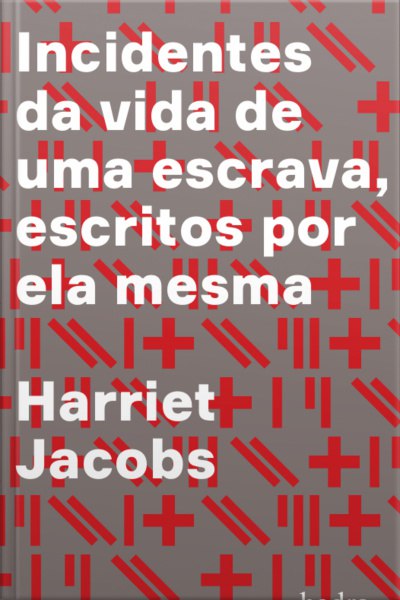 Incidentes
da vida de
uma escrava,
escritos por
ela mesma
Harriet
Jacobs